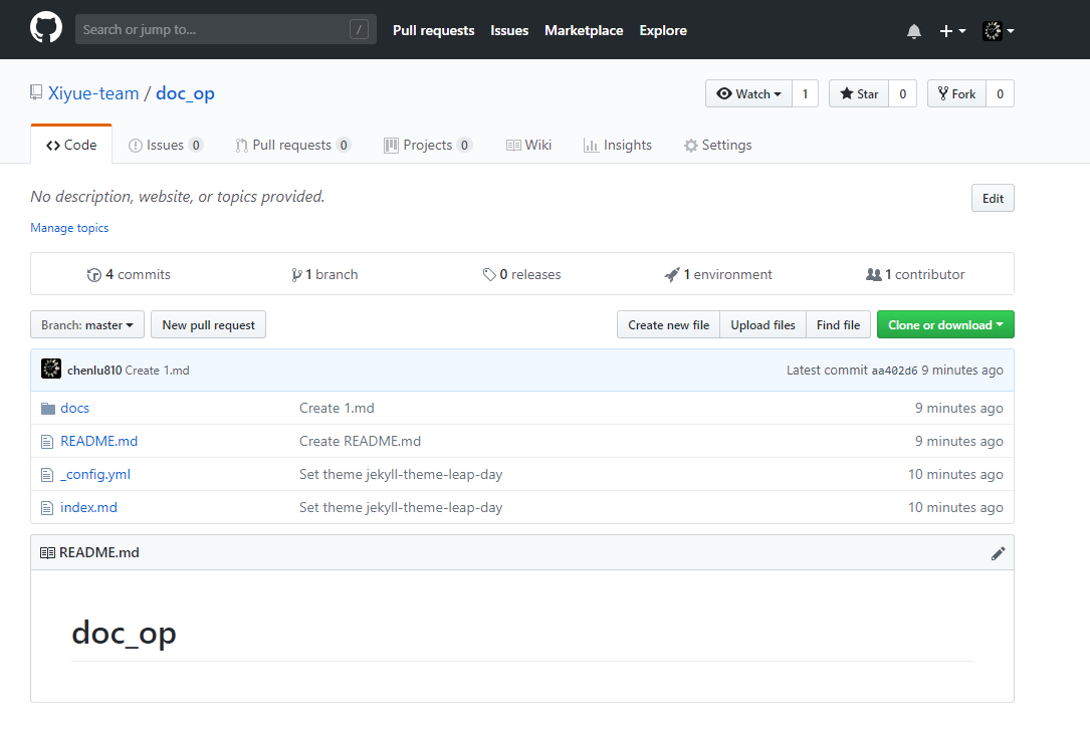 Search or jump to... / Pull requests Issues Marketplace Explore
Xiyue-team / doc_op Watch 1 Star 0 Fork 0
Code Issues 0 Pull requests 0 Projects 0 Wiki Insights Settings
No description, website, or topics provided. Edit
Manage topics
4 commits 1 branch 0 releases 1 environment 1 contributor
Branch: master New pull request Create new file Upload files Find file Clone or download
chenlu810 Create 1.md Latest commit aa402d6 9 minutes ago
docs Create 1.md 9 minutes ago
README.md Create README.md 9 minutes ago
_config.yml Set theme jekyll-theme-leap-day 10 minutes ago
index.md Set theme jekyll-theme-leap-day 10 minutes ago
README.md
doc_op